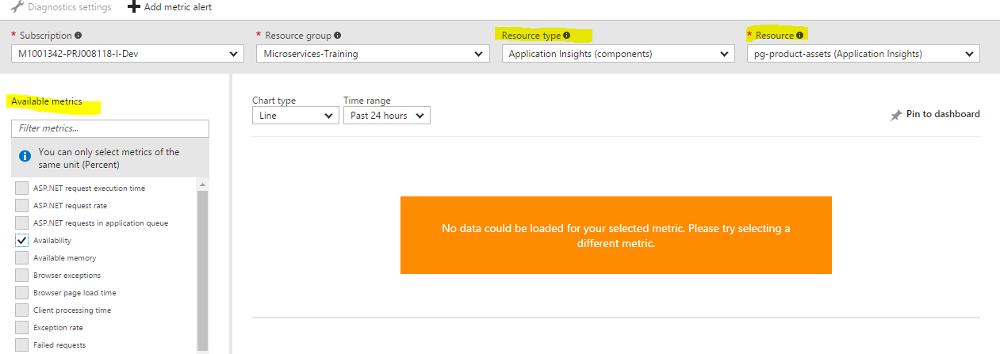 Diagnostics settings
Add metric alert
* Subscription
M1001342-PRJ008118-I-Dev
* Resource group
Microservices-Training
Resource type
Application Insights (components)
* Resource
pg-product-assets (Application Insights)
Available metrics
Filter metrics...
You can only select metrics of the
same unit (Percent)
ASP.NET request execution time
ASP.NET request rate
ASP.NET requests in application queue
Availability
Available memory
Browser exceptions
Browser page load time
Client processing time
Exception rate
Failed requests
Chart type
Line
Time range
Past 24 hours
Pin to dashboard
No data could be loaded for your selected metric. Please try selecting a
different metric.